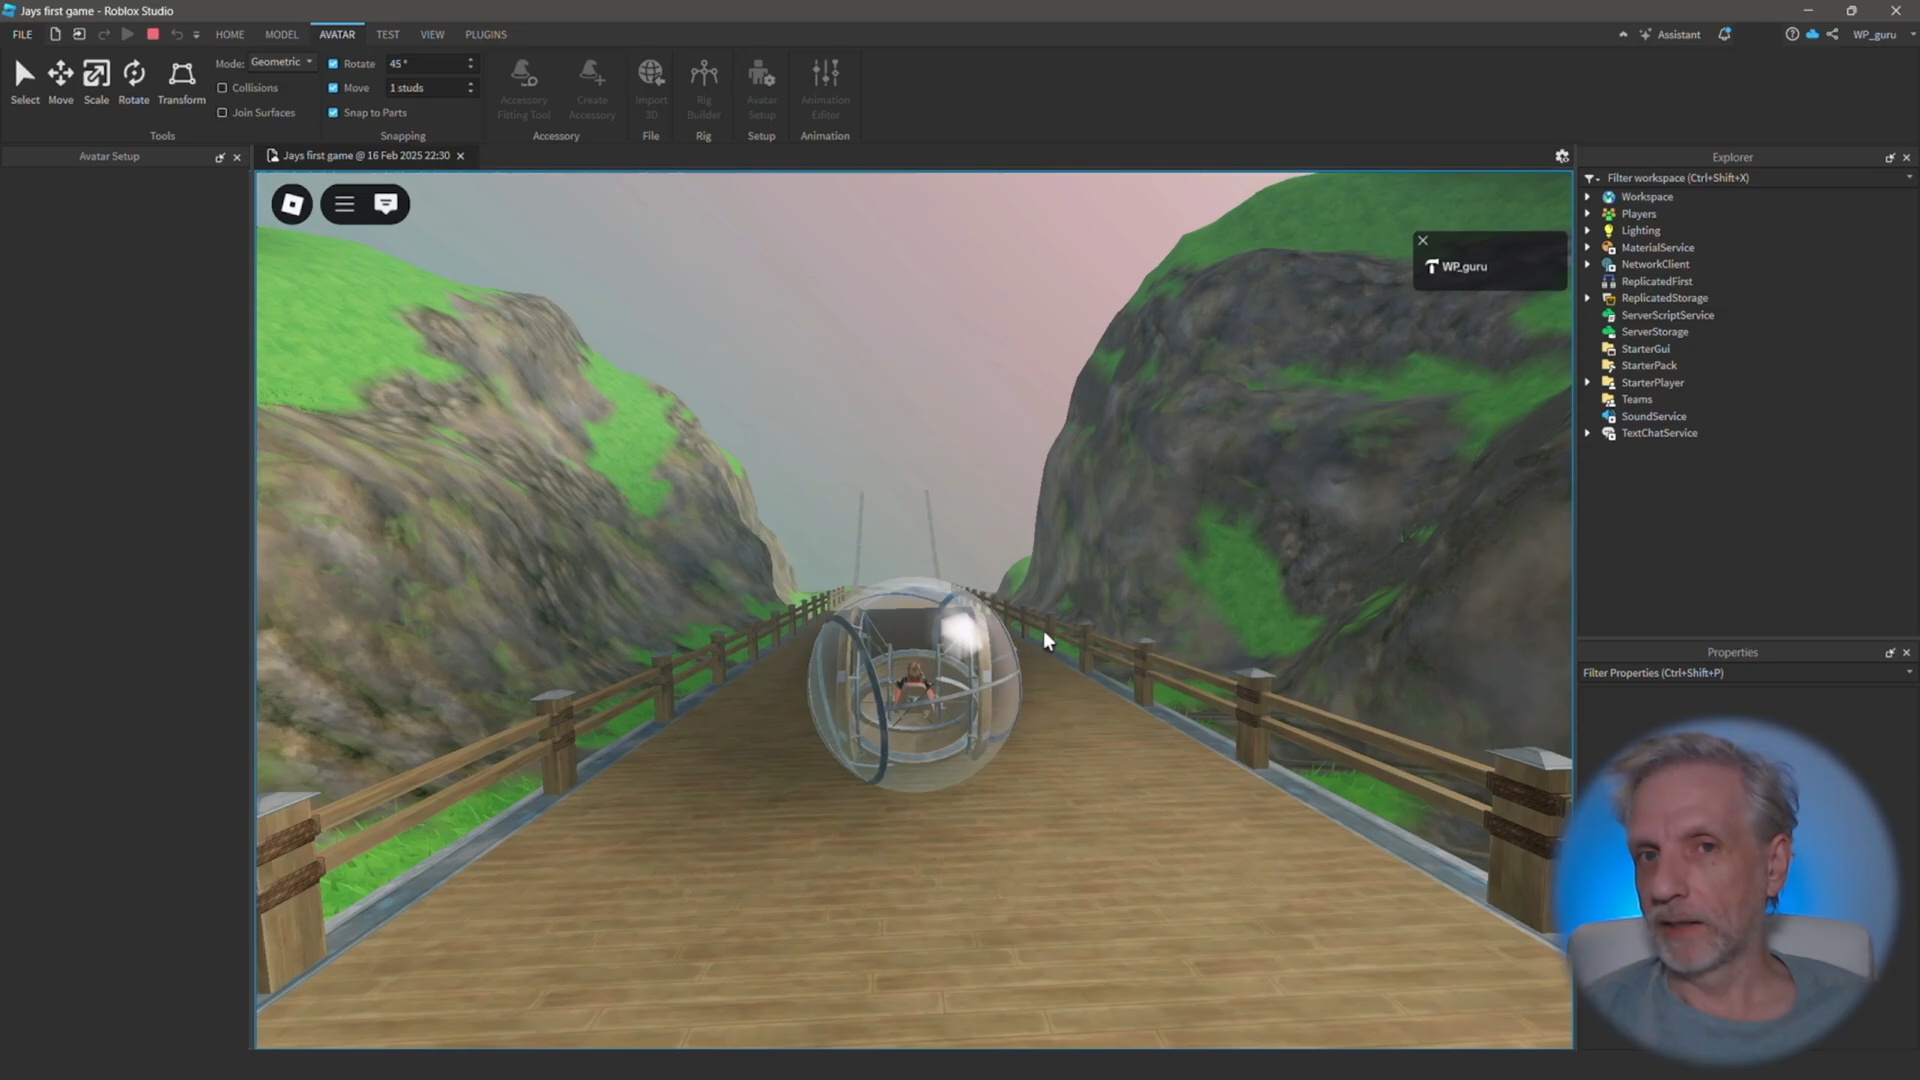 Jays first game - Roblox Studio
FILE HOME MODEL AVATAR TEST VIEW PLUGINS Assistant WP_guru
Select Move Scale Rotate Transform
Mode: Geometric
Collisions
Join Surfaces
Tools
Rotate 45°
Move 1 studs
Snap to Parts
Snapping
Accessory Fitting Tool
Create Accessory
Accessory
Import 3D
File
Rig Builder
Rig
Avatar Setup
Setup
Animation Editor
Animation
Avatar Setup
Jays first game @ 16 Feb 2025 22:30
WP_guru
Explorer
Filter workspace (Ctrl+Shift+X)
Workspace
Players
Lighting
MaterialService
NetworkClient
ReplicatedFirst
ReplicatedStorage
ServerScriptService
ServerStorage
StarterGui
StarterPack
StarterPlayer
Teams
SoundService
TextChatService
Properties
Filter Properties (Ctrl+Shift+P)